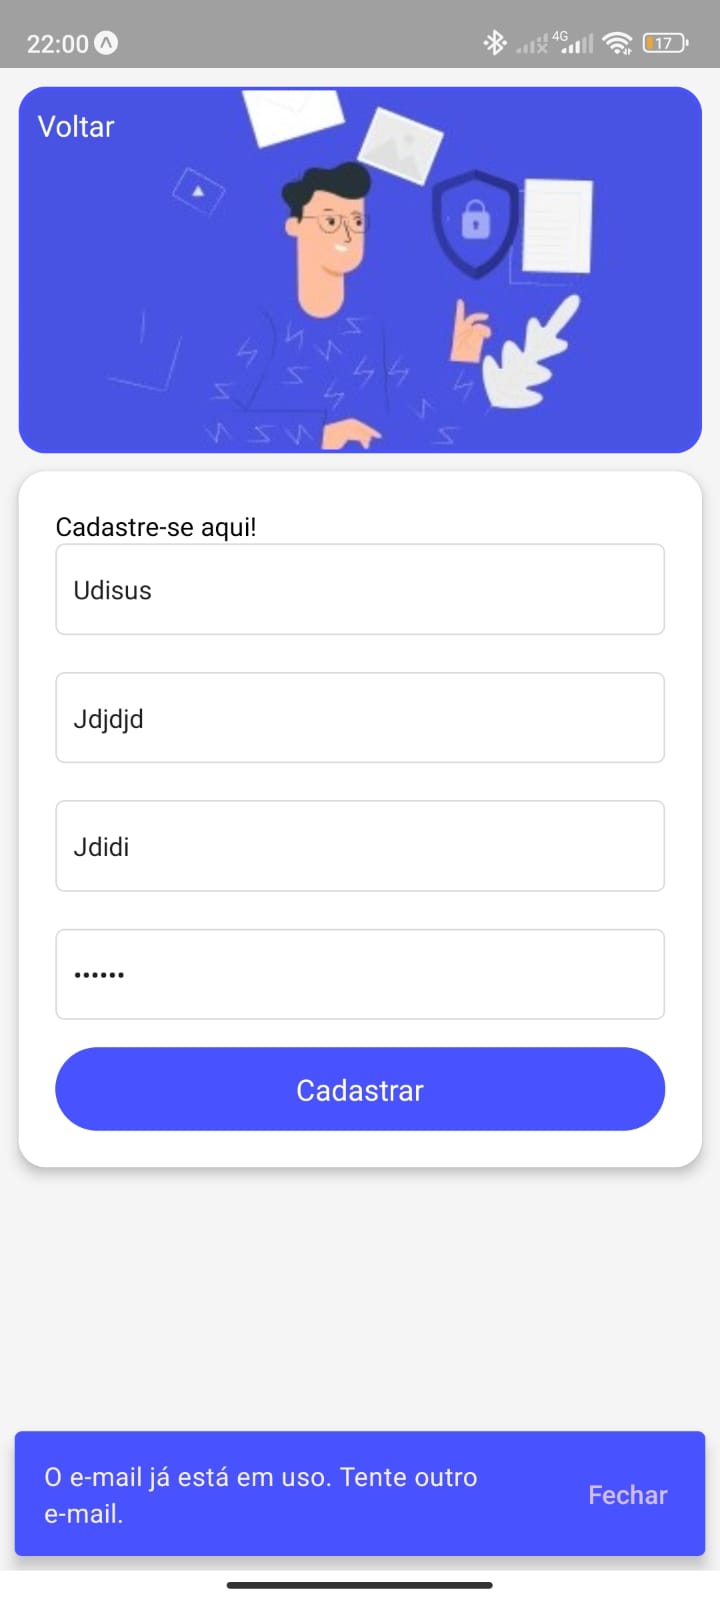 22:00
4G
17
Voltar
Cadastre-se aqui!
Udisus
Jdjdjd
Jdidi
••••••
Cadastrar
O e-mail já está em uso. Tente outro
e-mail.
Fechar